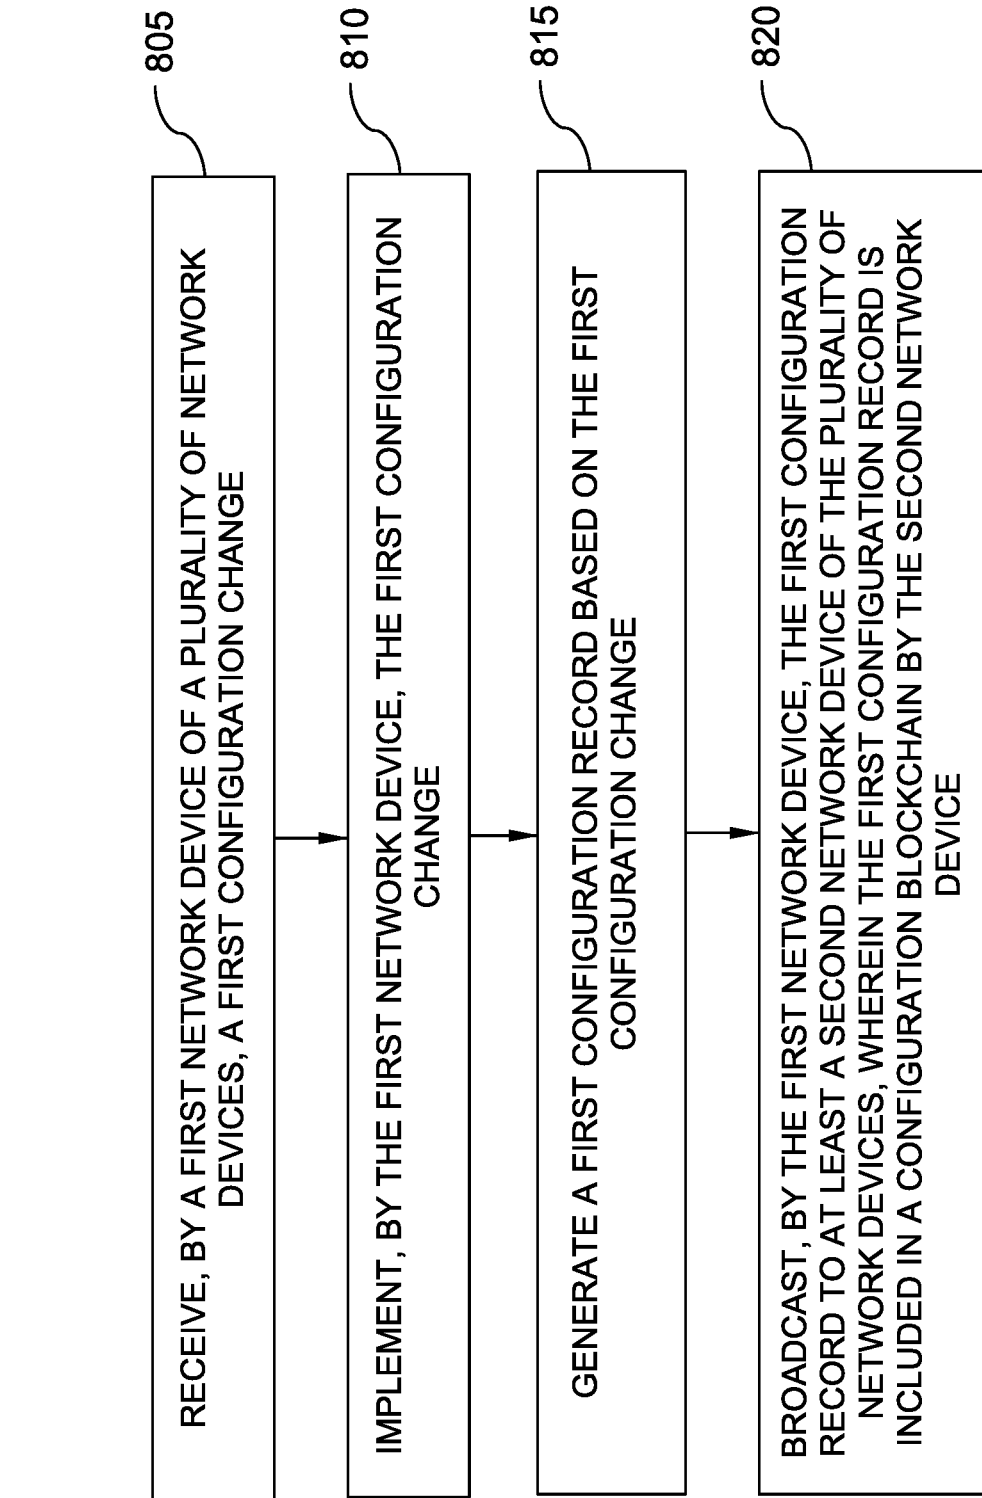 805
RECEIVE, BY A FIRST NETWORK DEVICE OF A PLURALITY OF NETWORK
DEVICES, A FIRST CONFIGURATION CHANGE
810
IMPLEMENT, BY THE FIRST NETWORK DEVICE, THE FIRST CONFIGURATION
CHANGE
815
GENERATE A FIRST CONFIGURATION RECORD BASED ON THE FIRST
CONFIGURATION CHANGE
820
BROADCAST, BY THE FIRST NETWORK DEVICE, THE FIRST CONFIGURATION
RECORD TO AT LEAST A SECOND NETWORK DEVICE OF THE PLURALITY OF
NETWORK DEVICES, WHEREIN THE FIRST CONFIGURATION RECORD IS
INCLUDED IN A CONFIGURATION BLOCKCHAIN BY THE SECOND NETWORK
DEVICE